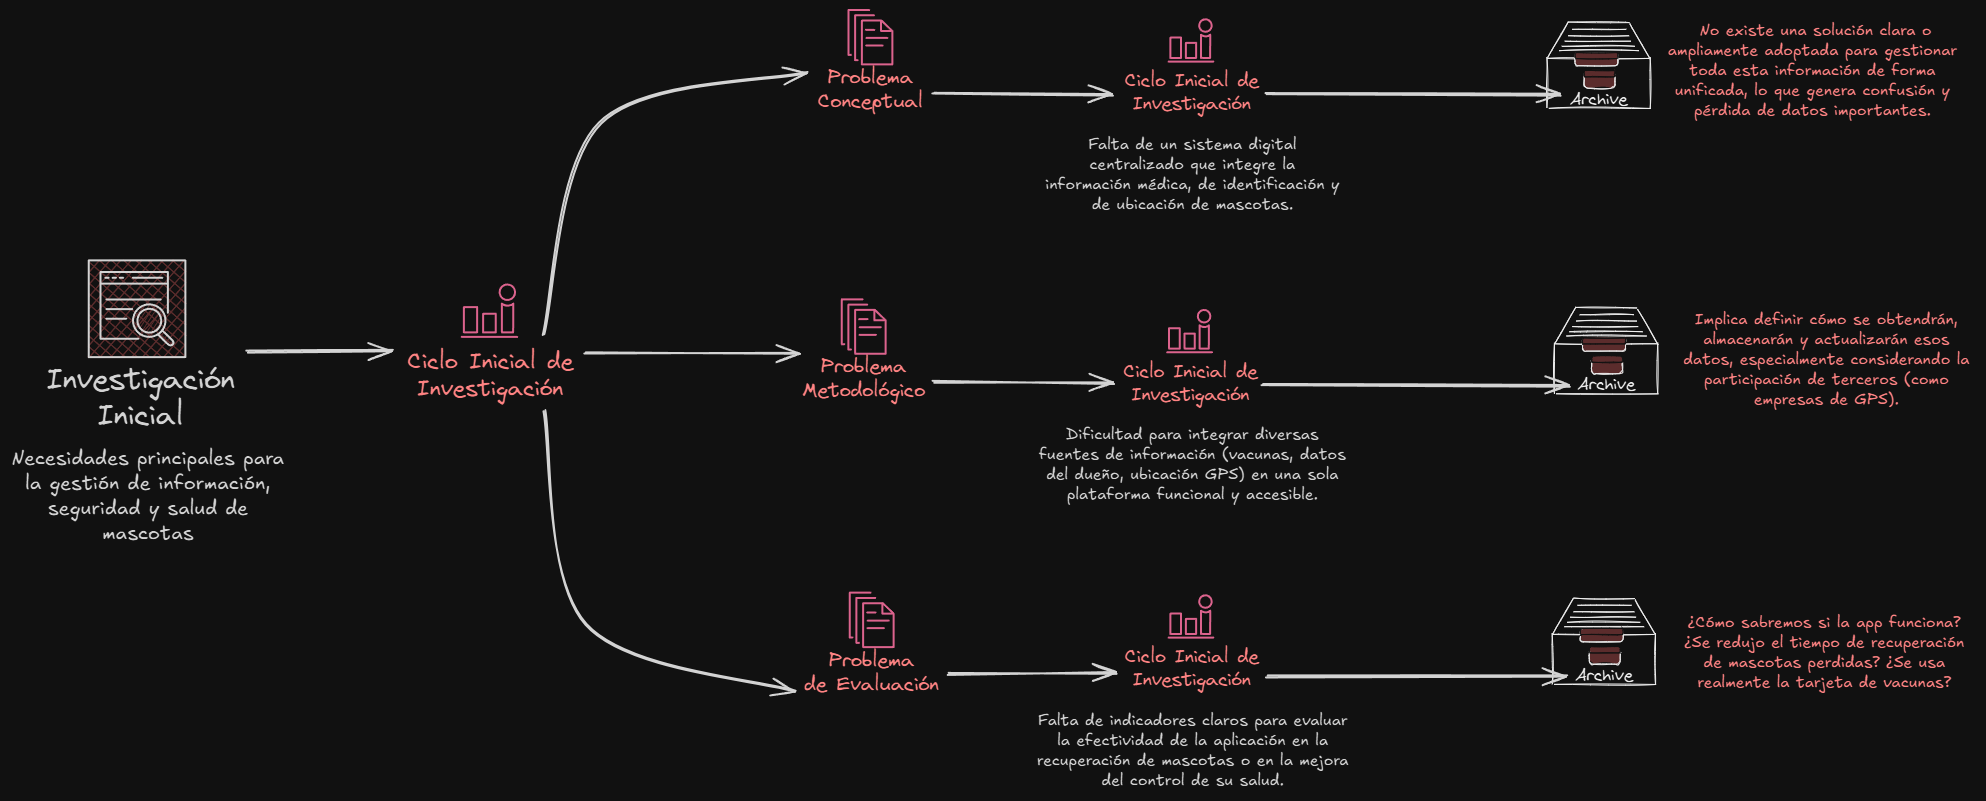 Investigación
Inicial
Necesidades principales para
la gestión de información,
seguridad y salud de
mascotas
Ciclo Inicial de
Investigación
Problema
Conceptual
Ciclo Inicial de
Investigación
Falta de un sistema digital
centralizado que integre la
información médica, de identificación y
de ubicación de mascotas.
Archive
No existe una solución clara o
ampliamente adoptada para gestionar
toda esta información de forma
unificada, lo que genera confusión y
pérdida de datos importantes.
Problema
Metodológico
Ciclo Inicial de
Investigación
Dificultad para integrar diversas
fuentes de información (vacunas, datos
del dueño, ubicación GPS) en una sola
plataforma funcional y accesible.
Archive
Implica definir cómo se obtendrán,
almacenarán y actualizarán esos
datos, especialmente considerando la
participación de terceros (como
empresas de GPS).
Problema
de Evaluación
Ciclo Inicial de
Investigación
Falta de indicadores claros para evaluar
la efectividad de la aplicación en la
recuperación de mascotas o en la mejora
del control de su salud.
Archive
¿Cómo sabremos si la app funciona?
¿Se redujo el tiempo de recuperación
de mascotas perdidas? ¿Se usa
realmente la tarjeta de vacunas?